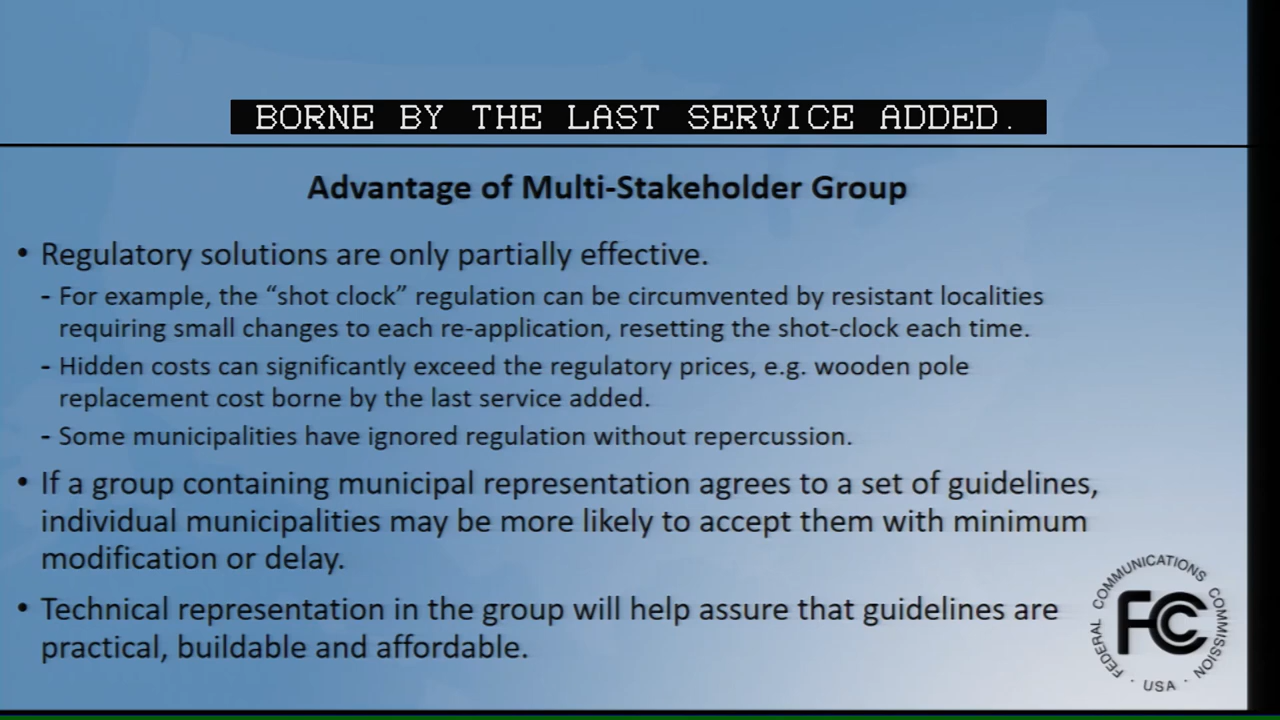 BORNE BY THE LAST SERVICE ADDED.
Advantage of Multi-Stakeholder Group
• Regulatory solutions are only partially effective.
- For example, the “shot clock” regulation can be circumvented by resistant localities
requiring small changes to each re-application, resetting the shot-clock each time.
- Hidden costs can significantly exceed the regulatory prices, e.g. wooden pole
replacement cost borne by the last service added.
- Some municipalities have ignored regulation without repercussion.
• If a group containing municipal representation agrees to a set of guidelines,
individual municipalities may be more likely to accept them with minimum
modification or delay.
• Technical representation in the group will help assure that guidelines are
practical, buildable and affordable.
FEDERAL COMMUNICATIONS COMMISSION · USA ·
FCC